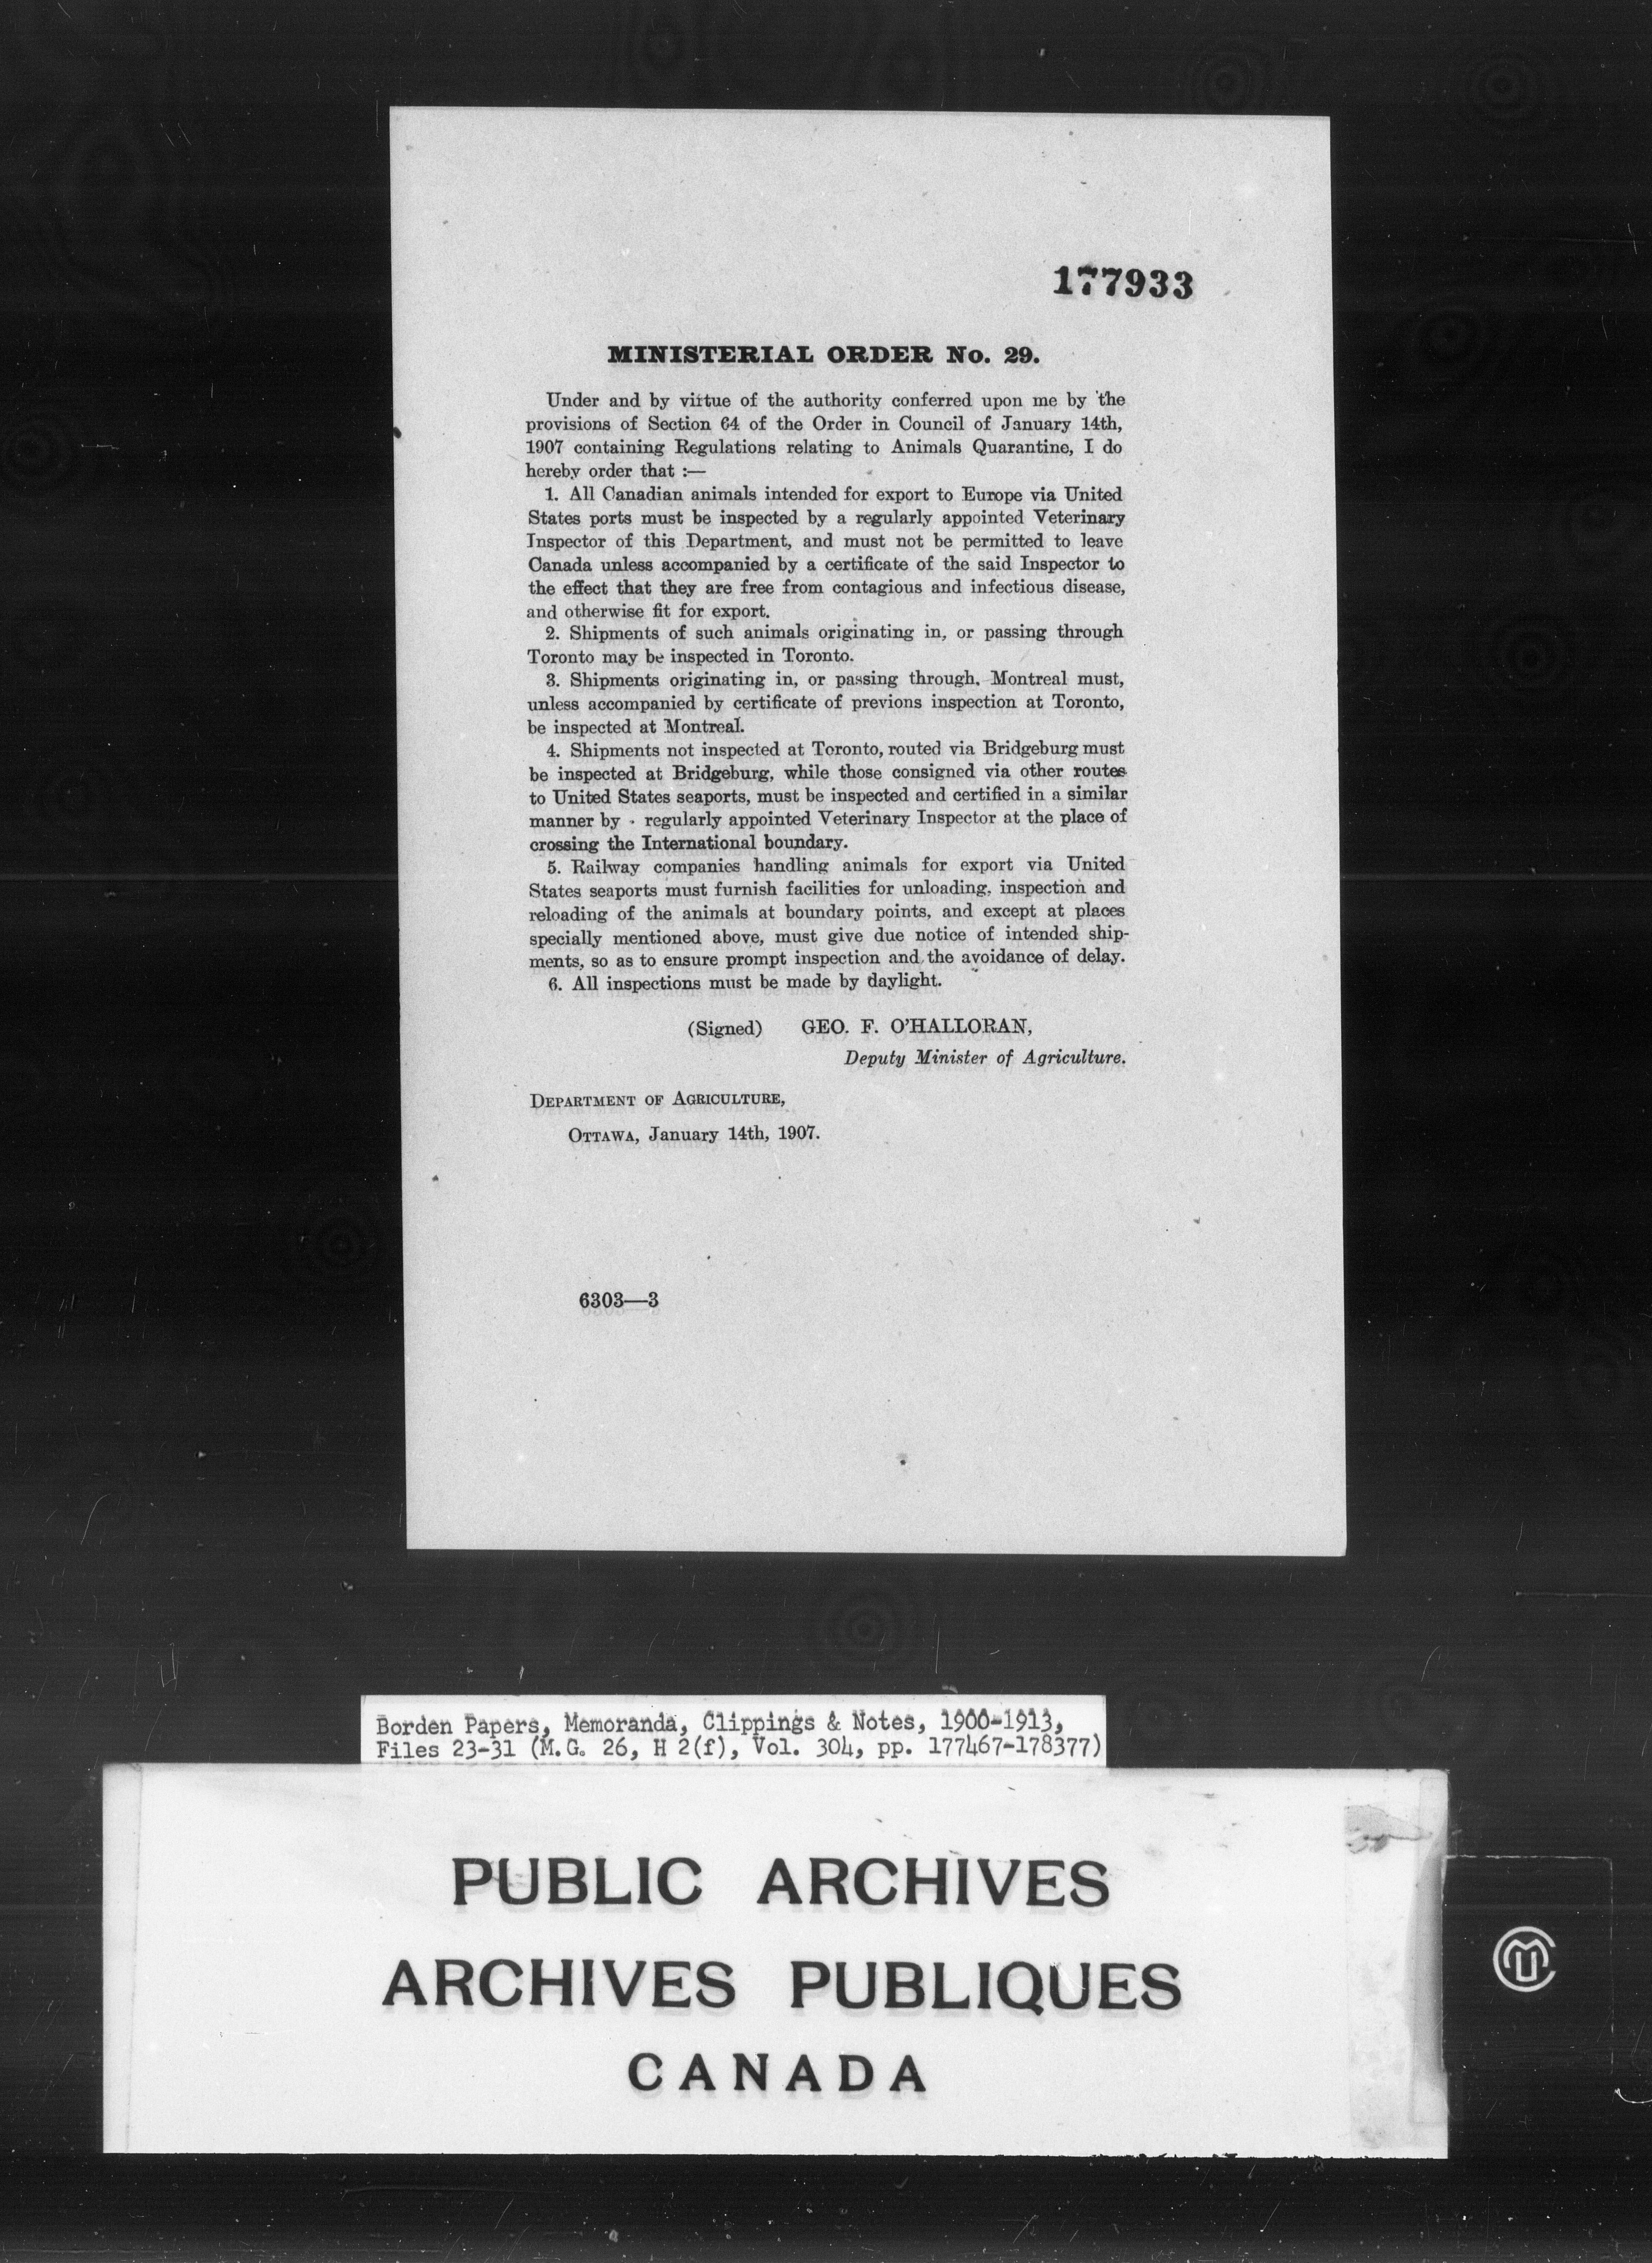 177933
MINISTERIAL ORDER No. 29.
Under and by virtue of the authority conferred upon me by the
provisions of Section 64 of the Order in Council of January 14th,
1907 containing Regulations relating to Animals Quarantine, I do
hereby order that :—
1. All Canadian animals intended for export to Europe via United
States ports must be inspected by a regularly appointed Veterinary
Inspector of this Department, and must not be permitted to leave
Canada unless accompanied by a certificate of the said Inspector to
the effect that they are free from contagious and infectious disease,
and otherwise fit for export.
2. Shipments of such animals originating in, or passing through
Toronto may be inspected in Toronto.
3. Shipments originating in, or passing through, Montreal must,
unless accompanied by certificate of previons inspection at Toronto,
be inspected at Montreal.
4. Shipments not inspected at Toronto, routed via Bridgeburg must
be inspected at Bridgeburg, while those consigned via other routes
to United States seaports, must be inspected and certified in a similar
manner by regularly appointed Veterinary Inspector at the place of
crossing the International boundary.
5. Railway companies handling animals for export via United
States seaports must furnish facilities for unloading, inspection and
reloading of the animals at boundary points, and except at places
specially mentioned above, must give due notice of intended ship-
ments, so as to ensure prompt inspection and the avoidance of delay.
6. All inspections must be made by daylight.
(Signed) GEO. F. O'HALLORAN,
Deputy Minister of Agriculture.
DEPARTMENT OF AGRICULTURE,
OTTAWA, January 14th, 1907.
6303—3
Borden Papers, Memoranda, Clippings & Notes, 1900-1913,
Files 23-31 (M.G. 26, H 2(f), Vol. 304, pp. 177467-178377)
PUBLIC ARCHIVES
ARCHIVES PUBLIQUES
CANADA